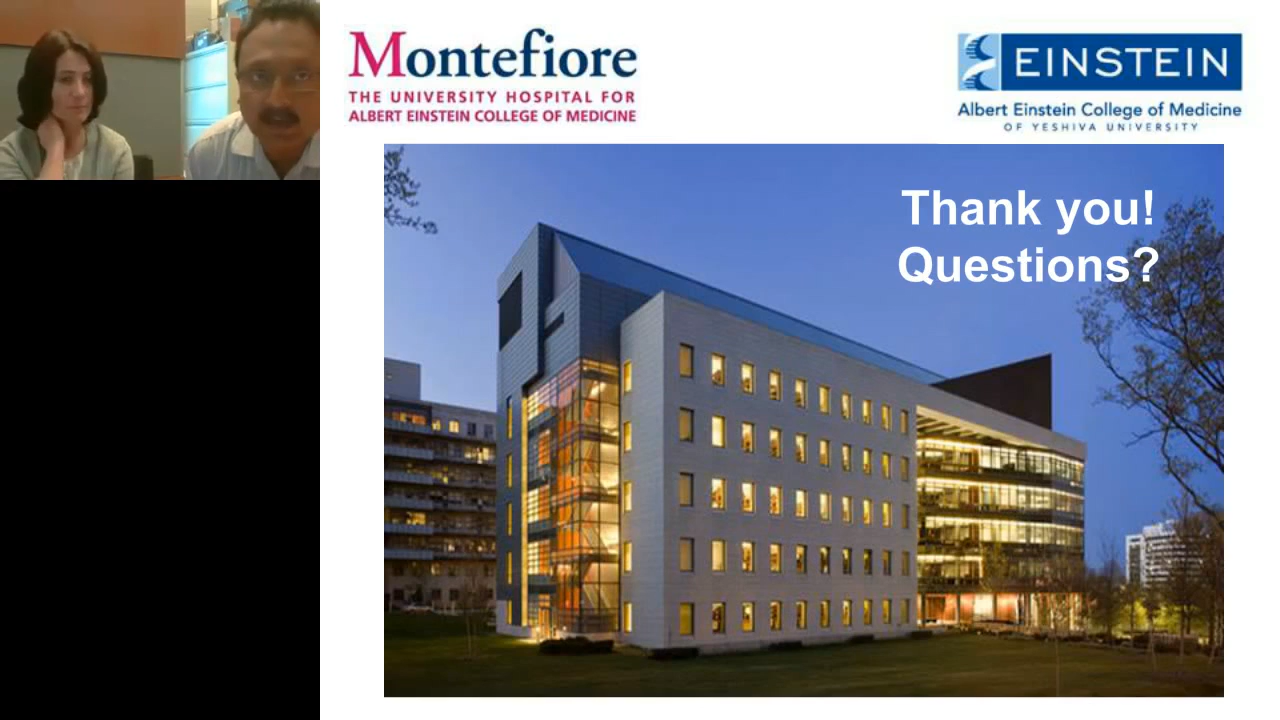 Montefiore
THE UNIVERSITY HOSPITAL FOR
ALBERT EINSTEIN COLLEGE OF MEDICINE
EINSTEIN
Albert Einstein College of Medicine
OF YESHIVA UNIVERSITY
Thank you!
Questions?